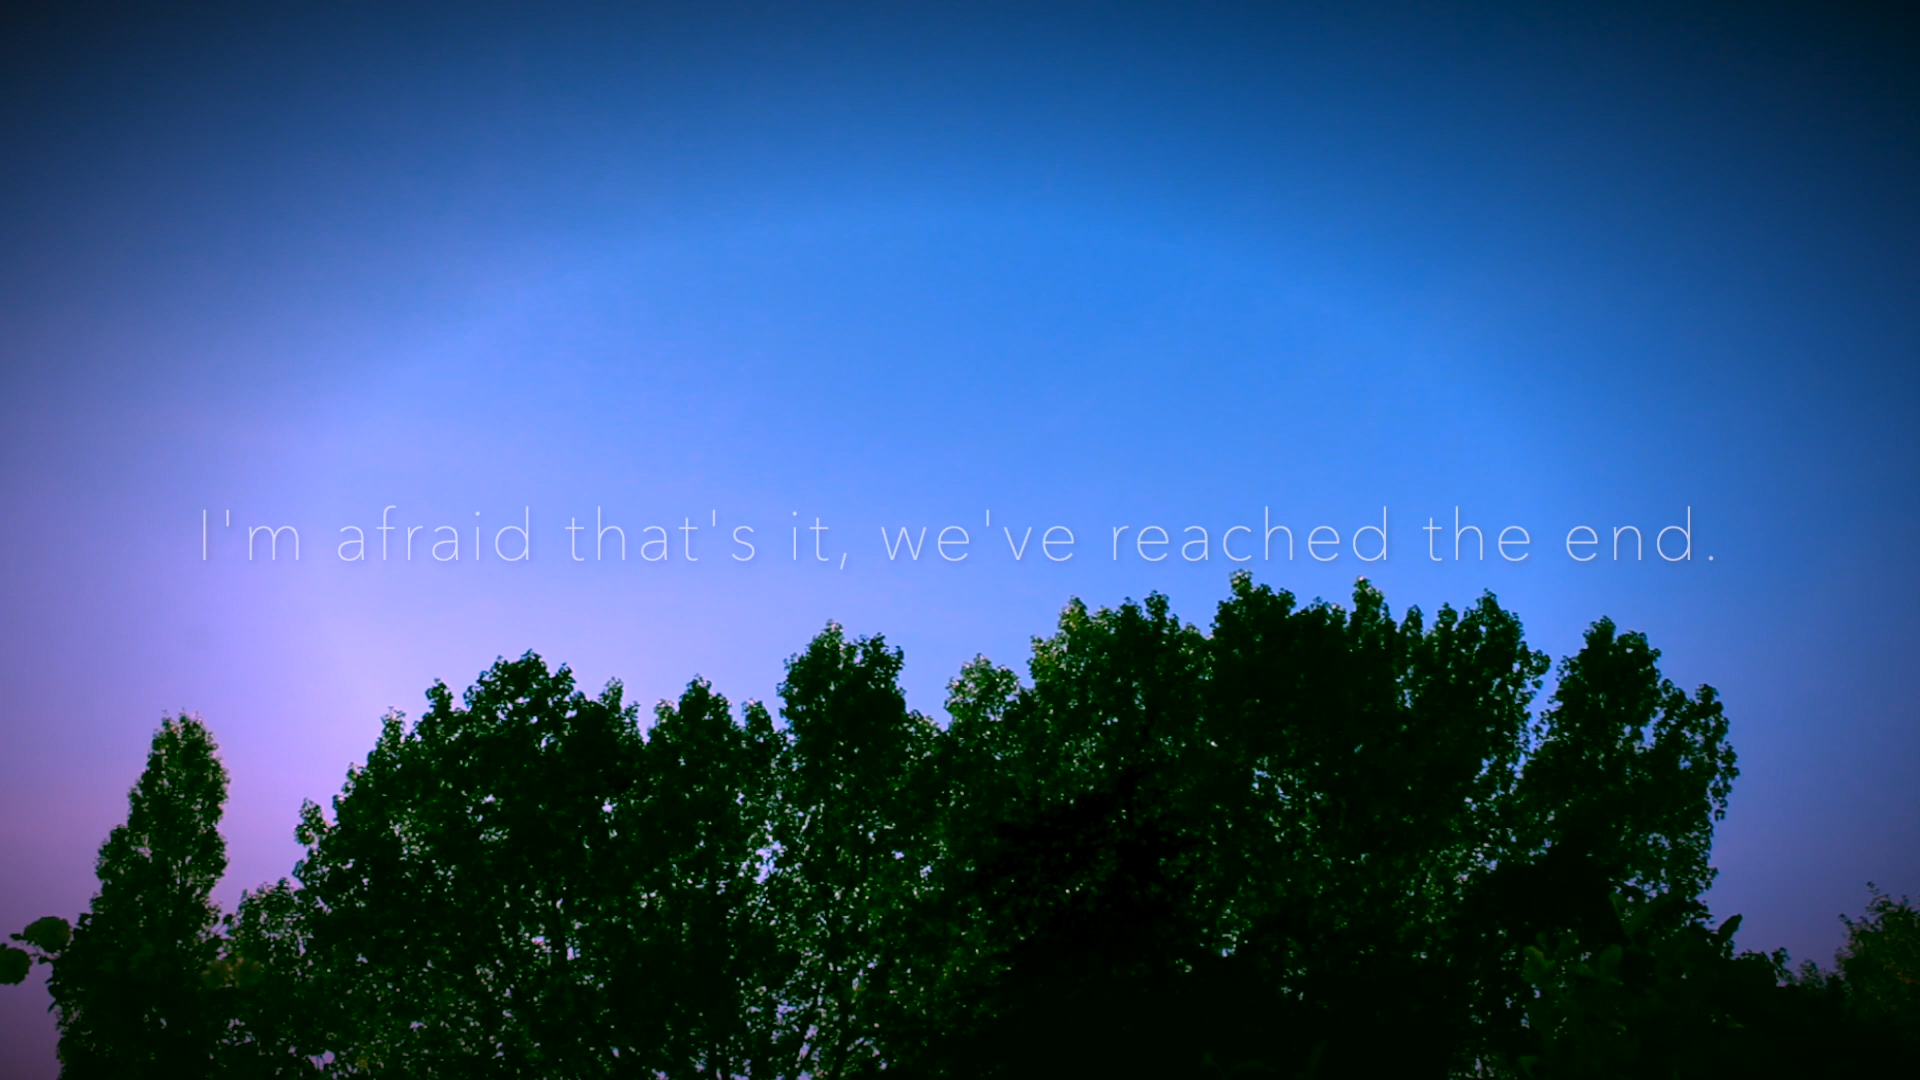 I'm afraid that's it, we've reached the end.